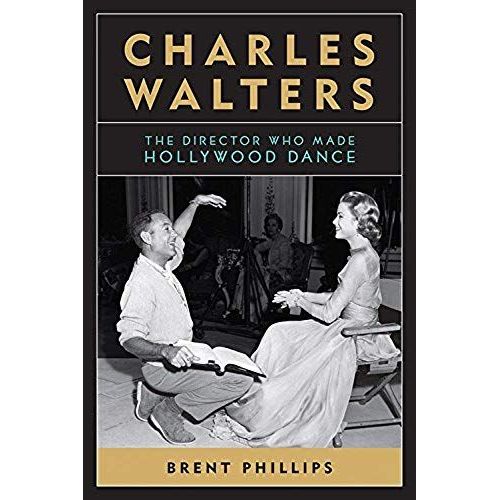 CHARLES
WALTERS
THE DIRECTOR WHO MADE
HOLLYWOOD DANCE
BRENT PHILLIPS